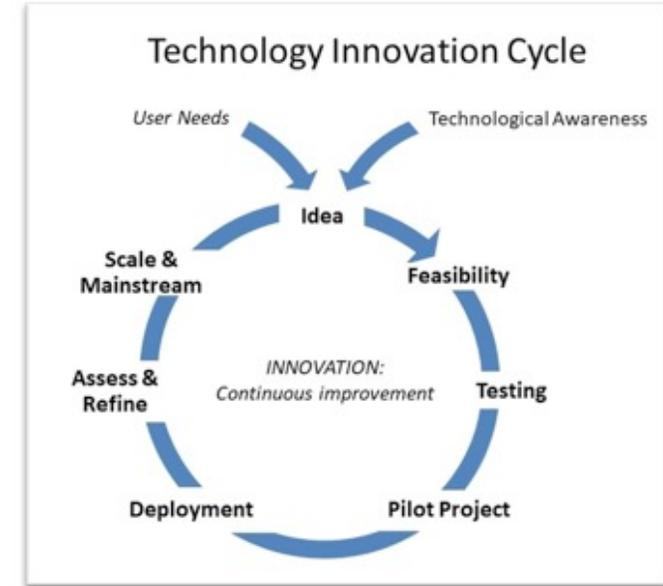 Technology Innovation Cycle
User Needs
Technological Awareness
Idea
Feasibility
Testing
Pilot Project
Deployment
Assess &
Refine
Scale &
Mainstream
INNOVATION:
Continuous improvement